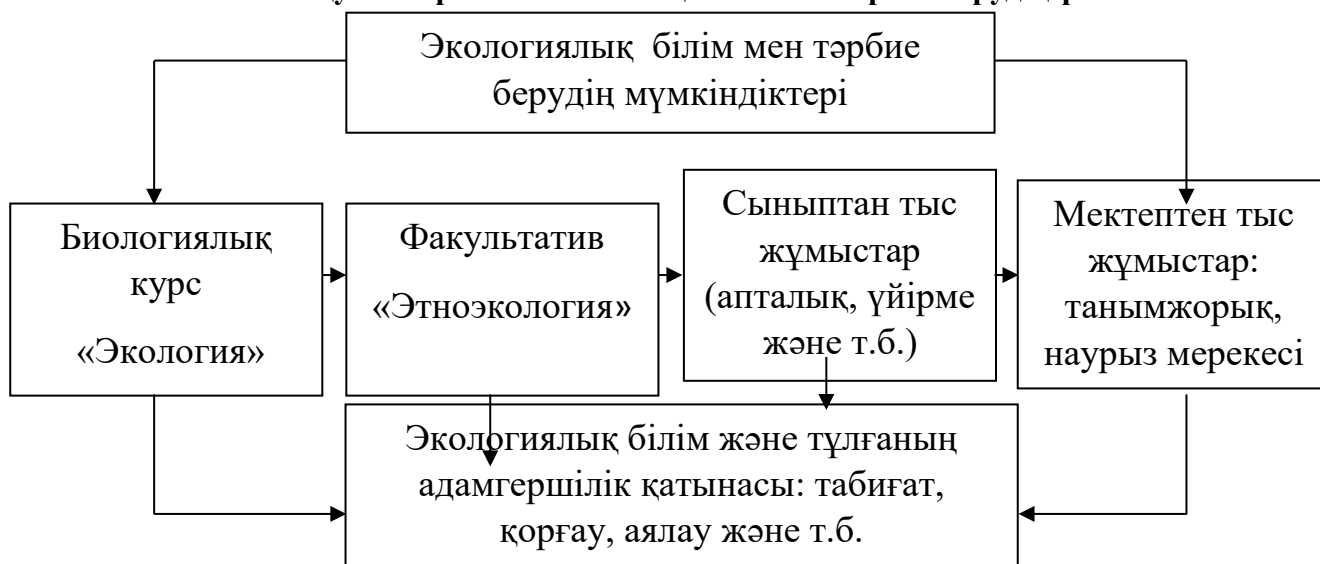 Экологиялық білім мен тәрбие
берудің мүмкіндіктері
Биологиялық
курс
«Экология»
Факультатив
«Этноэкология»
Сыныптан тыс
жұмыстар
(апталық, үйірме
және т.б.)
Мектептен тыс
жұмыстар:
танымжорық,
наурыз мерекесі
Экологиялық білім және тұлғаның
адамгершілік қатынасы: табиғат,
қорғау, аялау және т.б.